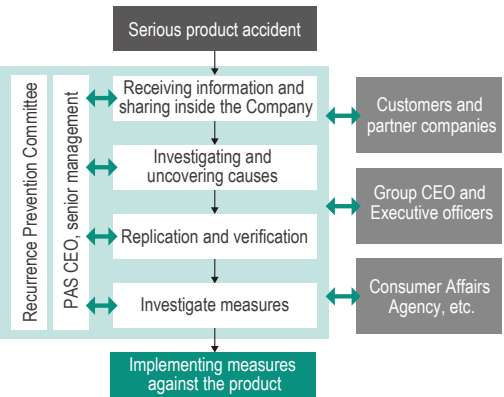 Serious product accident
Recurrence Prevention Committee
PAS CEO, senior management
Receiving information and
sharing inside the Company
Investigating and
uncovering causes
Replication and verification
Investigate measures
Customers and
partner companies
Group CEO and
Executive officers
Consumer Affairs
Agency, etc.
Implementing measures
against the product